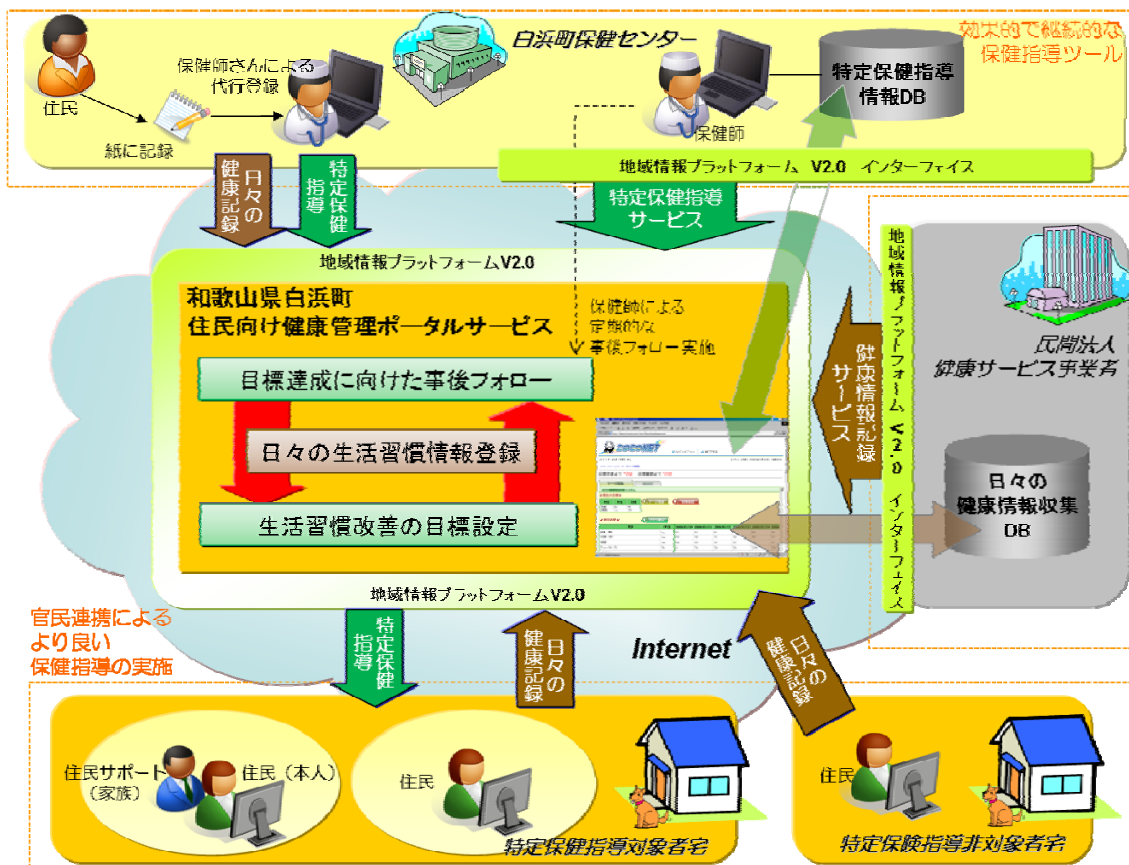 効果的で継続的な
保健指導ツール
白浜町保健センター
住民
保健師さんによる
代行登録
紙に記録
保健師
特定保健指導
情報DB
地域情報プラットフォーム V2.0 インターフェイス
日々の
健康記録
特定保健
指導
特定保健指導
サービス
地域情報プラットフォームV2.0
和歌山県白浜町
住民向け健康管理ポータルサービス
保健師による
定期的な
事後フォロー実施
目標達成に向けた事後フォロー
日々の生活習慣情報登録
生活習慣改善の目標設定
地域情報プラットフォームV2.0
健康情報記録
サービス
地域情報プラットフォーム V2.0 インターフェイス
民間法人
健康サービス事業者
日々の
健康情報収集
DB
官民連携による
より良い
保健指導の実施
特定保健
指導
日々の
健康記録
Internet
日々の
健康記録
住民サポート
(家族)
住民（本人）
住民
特定保健指導対象者宅
住民
特定保険指導非対象者宅